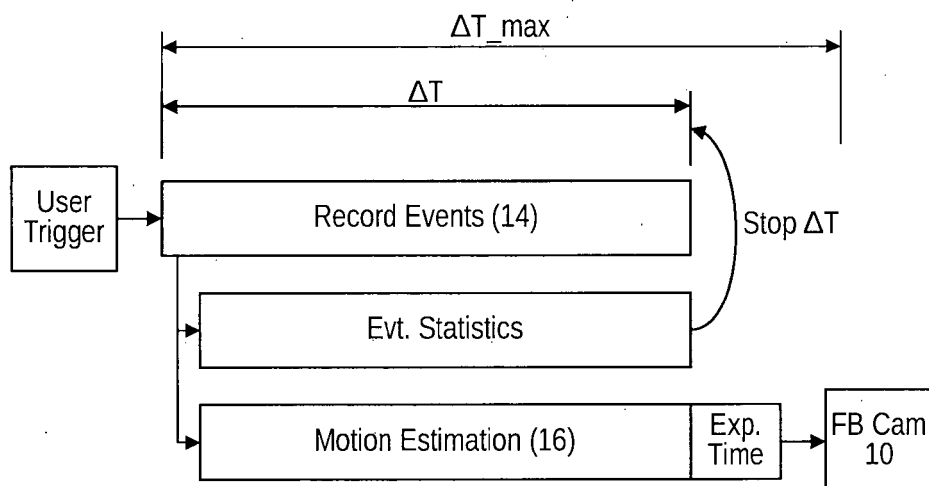 ΔT_max
ΔT
User
Trigger
Record Events (14)
Stop ΔT
Evt. Statistics
Motion Estimation (16)
Exp.
Time
FB Cam
10